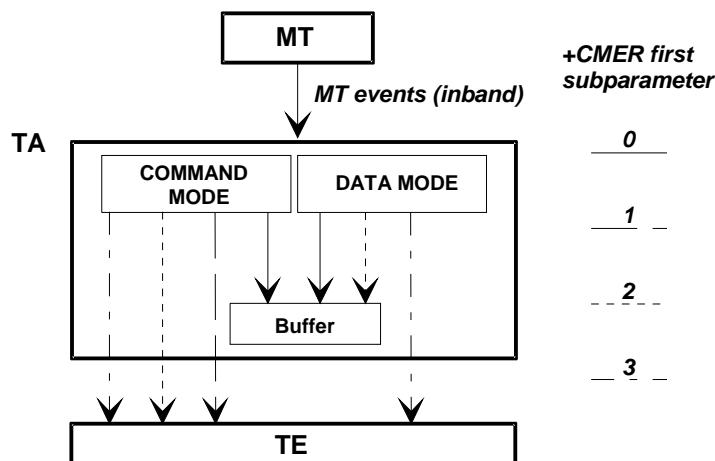 MT
+CMER first
subparameter
MT events (inband)
TA
0
COMMAND
MODE
DATA MODE
1
2
Buffer
3
TE